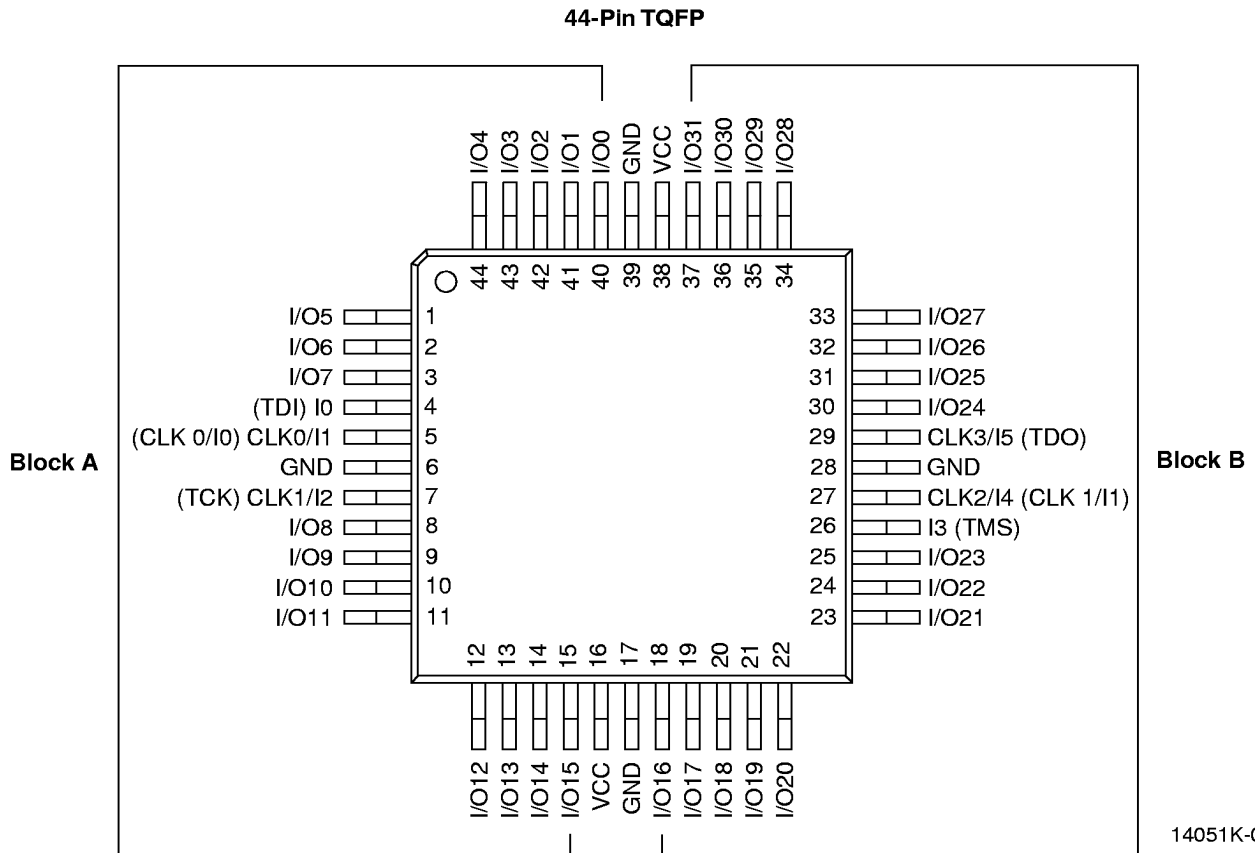 44-Pin TQFP
I/O4
I/O3
I/O2
I/O1
I/O0
GND
VCC
I/O31
I/O30
I/O29
I/O28
44
43
42
41
40
39
38
37
36
35
34
I/O5 1
I/O6 2
I/O7 3
(TDI) I0 4
(CLK 0/I0) CLK0/I1 5
GND 6
(TCK) CLK1/I2 7
I/O8 8
I/O9 9
I/O10 10
I/O11 11
33 I/O27
32 I/O26
31 I/O25
30 I/O24
29 CLK3/I5 (TDO)
28 GND
27 CLK2/I4 (CLK 1/I1)
26 I3 (TMS)
25 I/O23
24 I/O22
23 I/O21
Block A
Block B
12
13
14
15
16
17
18
19
20
21
22
I/O12
I/O13
I/O14
I/O15
VCC
GND
I/O16
I/O17
I/O18
I/O19
I/O20